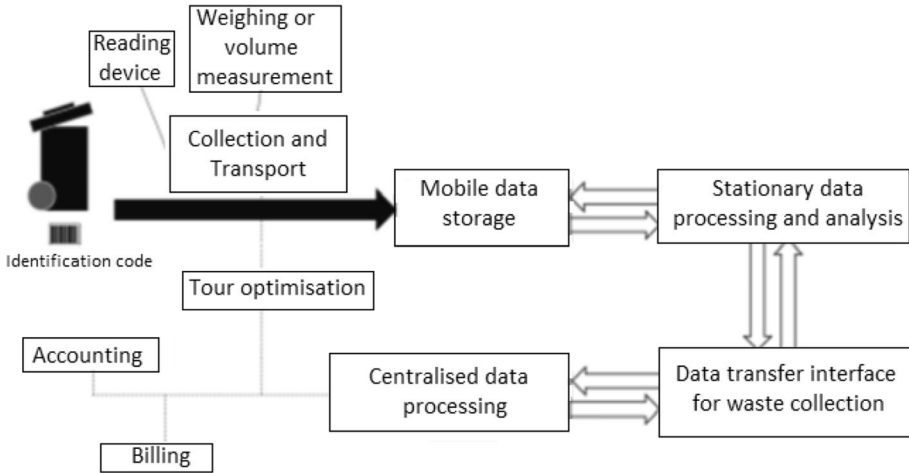 Weighing or
volume
measurement
Reading
device
Collection and
Transport
Mobile data
storage
Stationary data
processing and analysis
Identification code
Tour optimisation
Accounting
Centralised data
processing
Data transfer interface
for waste collection
Billing